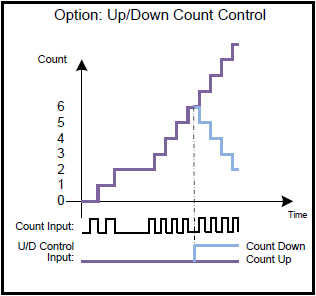 Option: Up/Down Count Control
Count
6
5
4
3
2
1
0
Time
Count Input:
U/D Control
Input:
Count Down
Count Up